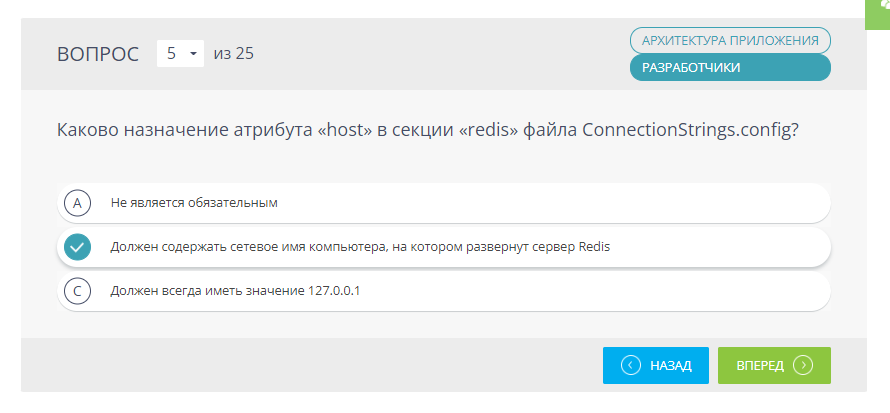 ВОПРОС 5 из 25
АРХИТЕКТУРА ПРИЛОЖЕНИЯ
РАЗРАБОТЧИКИ
Каково назначение атрибута «host» в секции «redis» файла ConnectionStrings.config?
A Не является обязательным
Должен содержать сетевое имя компьютера, на котором развернут сервер Redis
C Должен всегда иметь значение 127.0.0.1
НАЗАД ВПЕРЕД